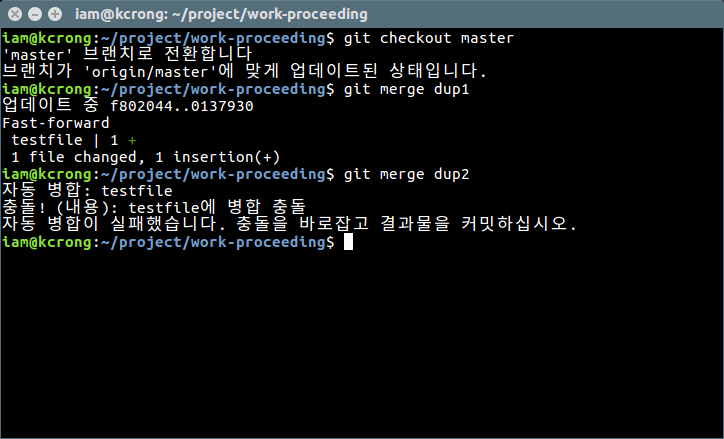 iam@kcrong: ~/project/work-proceeding
iam@kcrong:~/project/work-proceeding$ git checkout master
'master' 브랜치로 전환합니다
브랜치가 'origin/master'에 맞게 업데이트된 상태입니다.
iam@kcrong:~/project/work-proceeding$ git merge dup1
업데이트 중 f802044..0137930
Fast-forward
 testfile | 1 +
 1 file changed, 1 insertion(+)
iam@kcrong:~/project/work-proceeding$ git merge dup2
자동 병합: testfile
충돌! (내용): testfile에 병합 충돌
자동 병합이 실패했습니다. 충돌을 바로잡고 결과물을 커밋하십시오.
iam@kcrong:~/project/work-proceeding$